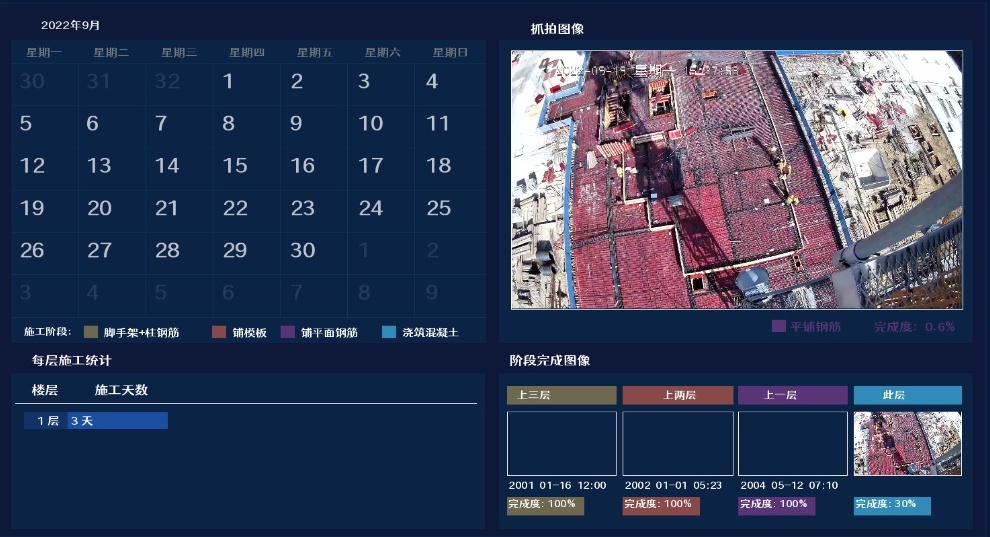 2022年9月
星期一 星期二 星期三 星期四 星期五 星期六 星期日
30 31 32 1 2 3 4
5 6 7 8 9 10 11
12 13 14 15 16 17 18
19 20 21 22 23 24 25
26 27 28 29 30 1 2
3 4 5 6 7 8 9
施工阶段: 脚手架+柱钢筋 铺模板 铺平面钢筋 浇筑混凝土
抓拍图像
星期一
平铺钢筋 完成度: 0.6%
每层施工统计
楼层 施工天数
1 层 3 天
阶段完成图像
上三层 上两层 上一层 此层
2001 01-16 12:00 2002 01-01 05:23 2004 05-12 07:10
完成度: 100% 完成度: 100% 完成度: 100% 完成度: 30%